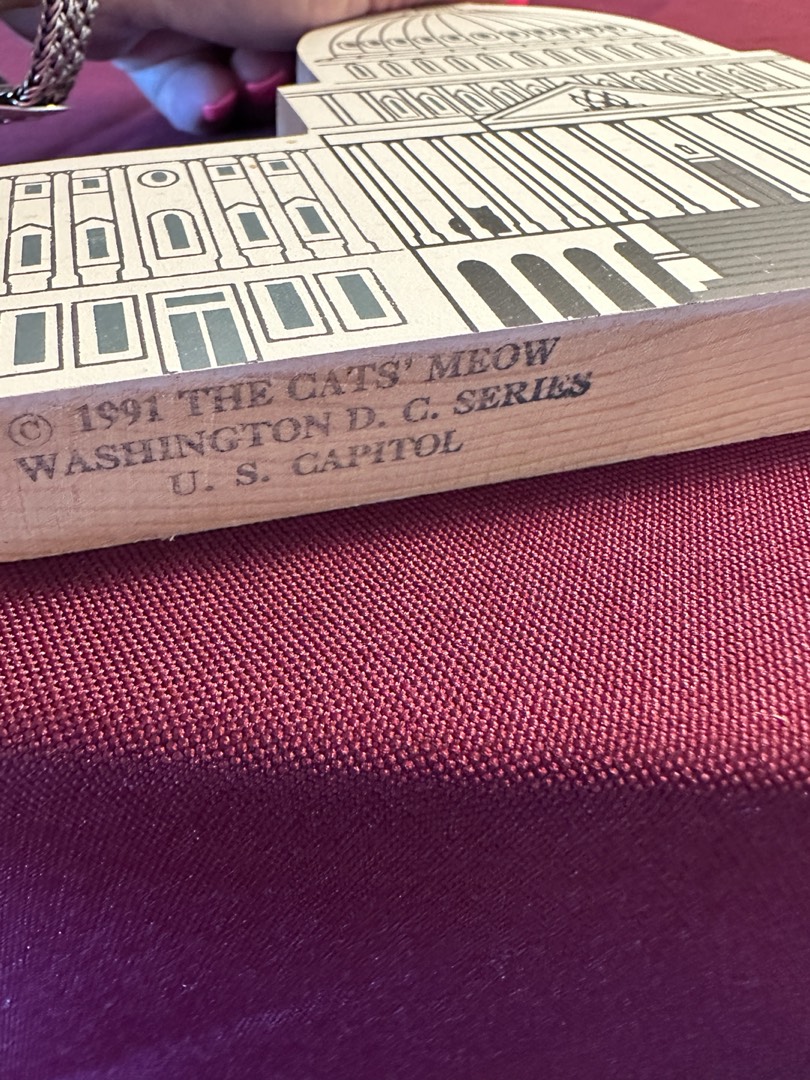 © 1991 THE CATS' MEOW
WASHINGTON D. C. SERIES
U. S. CAPITOL